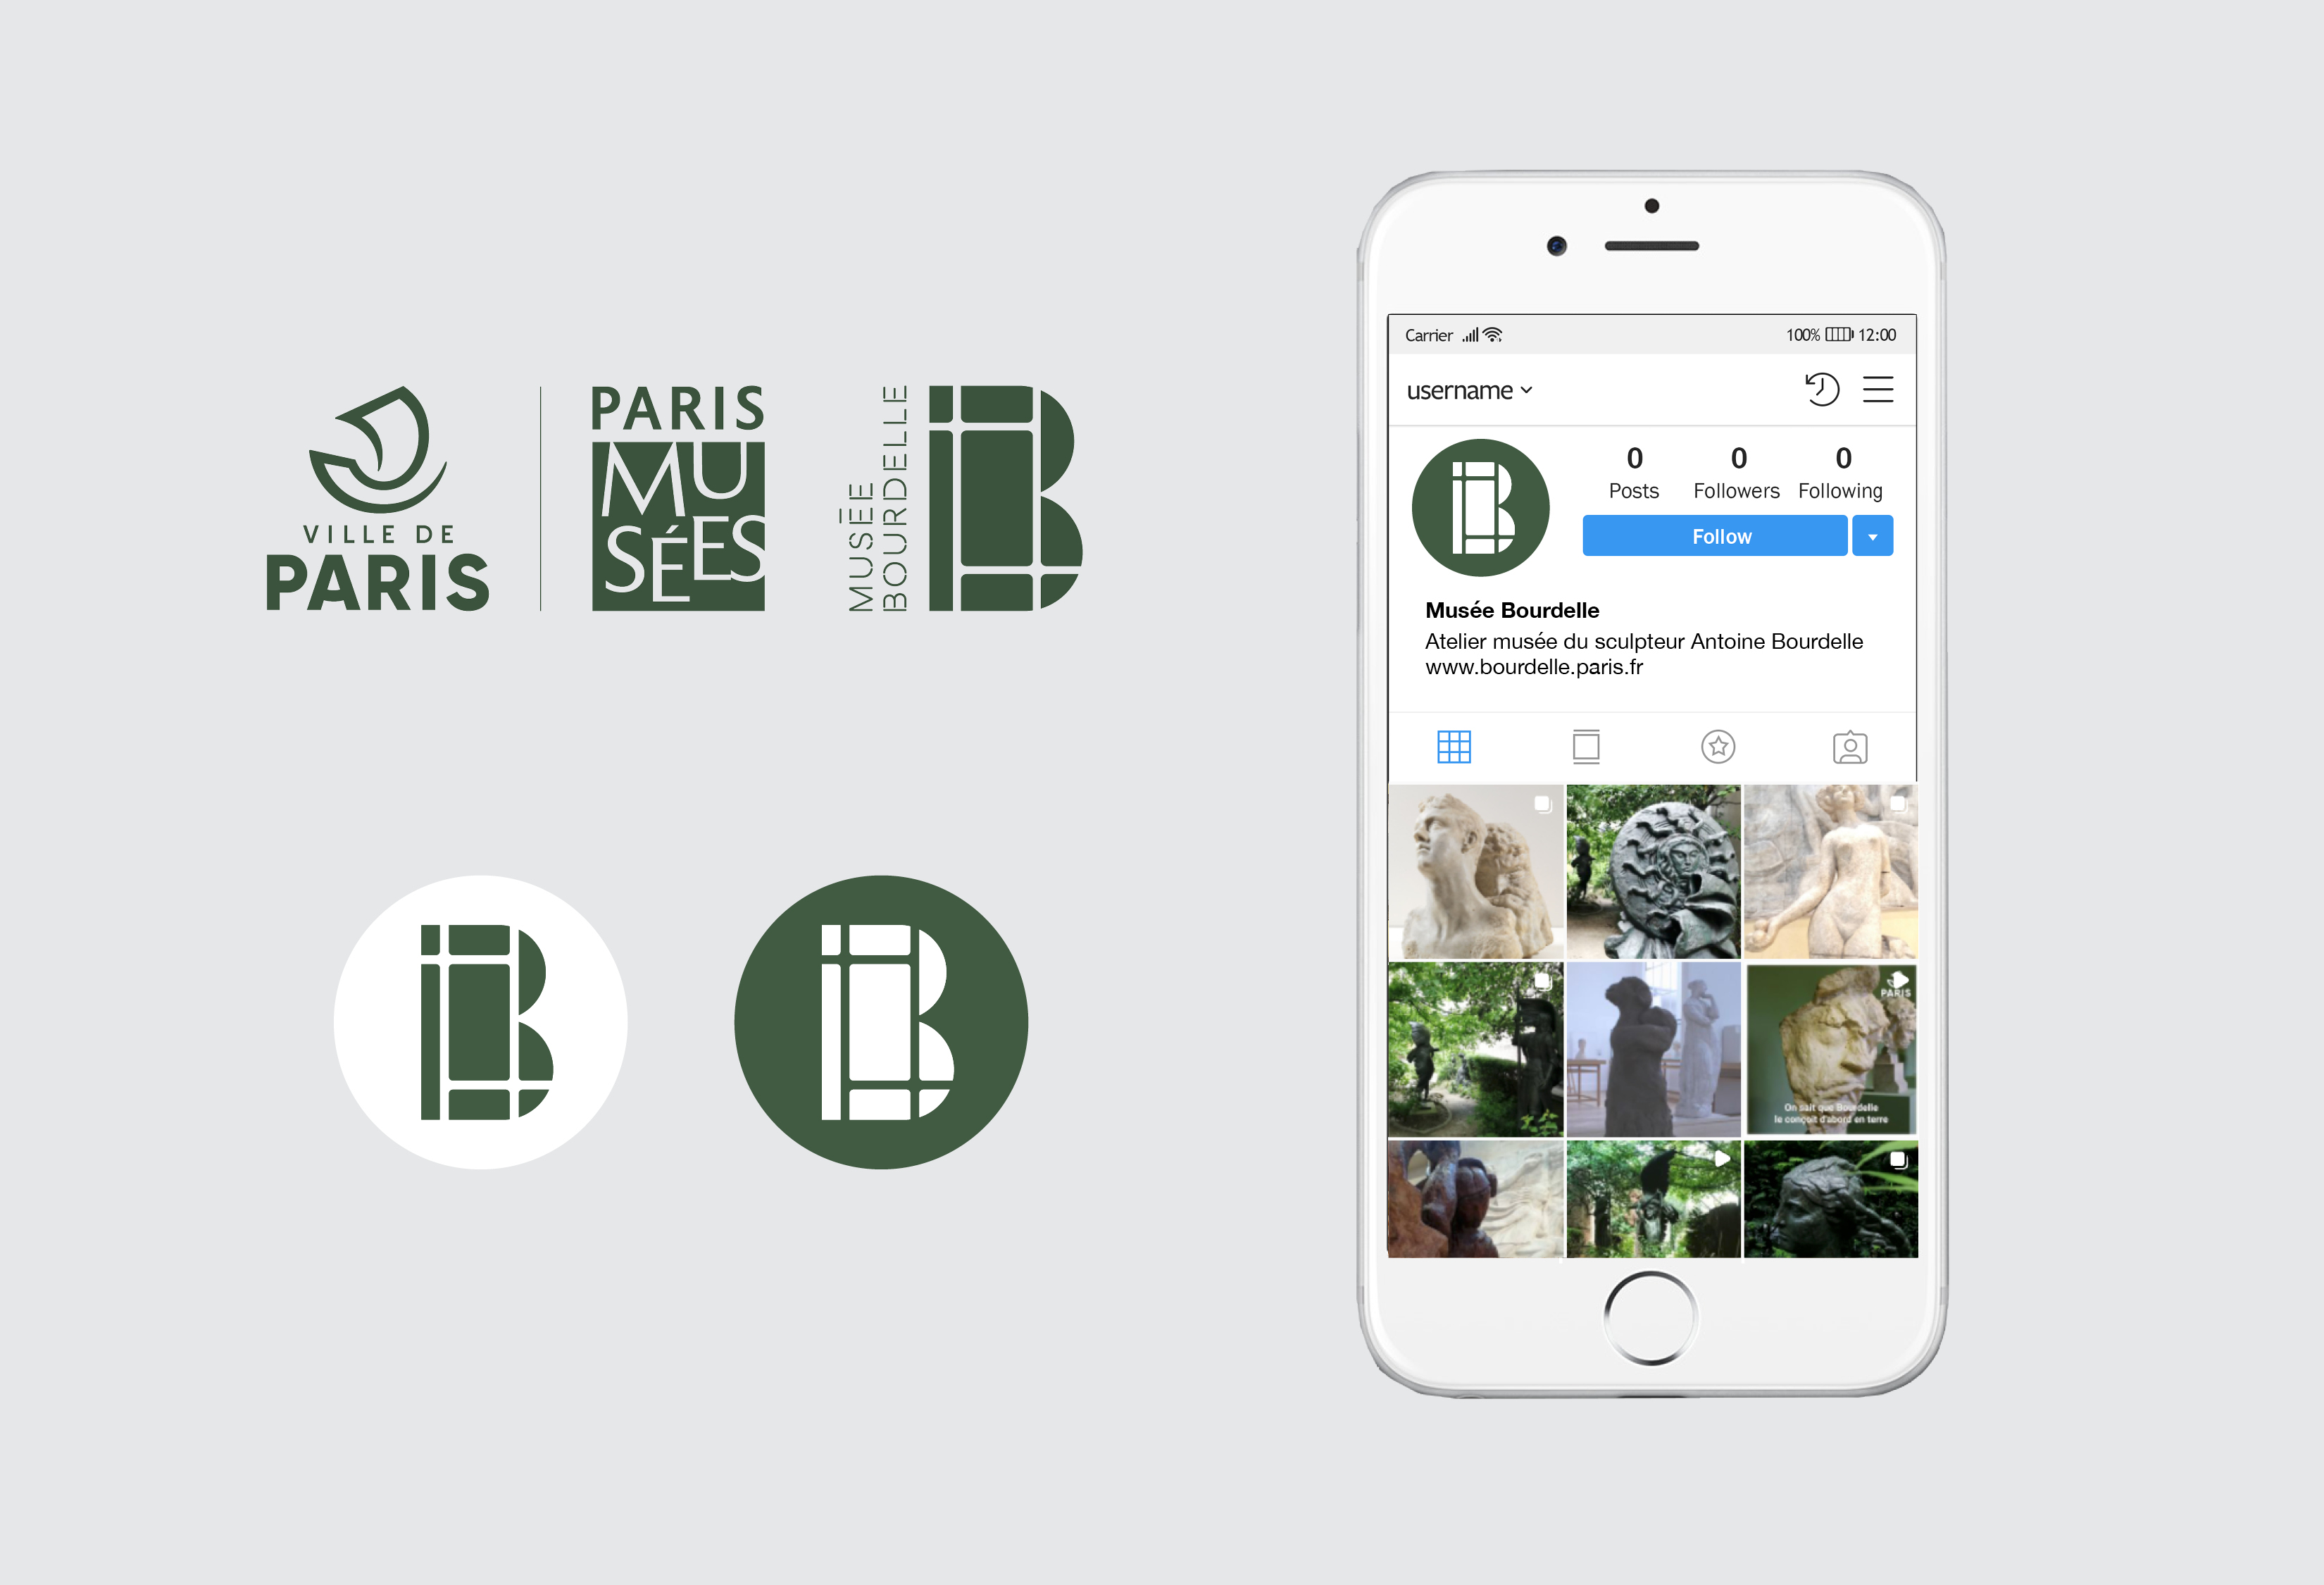 VILLE DE
PARIS
PARIS
MU
SÉES
MUSÉE
BOURDELLE
B
B
B
Carrier
100% 12:00
username
B
0 0 0
Posts Followers Following
Follow
Musée Bourdelle
Atelier musée du sculpteur Antoine Bourdelle
www.bourdelle.paris.fr
PARIS
On sait que Bourdelle
le conçoit d'abord en terre